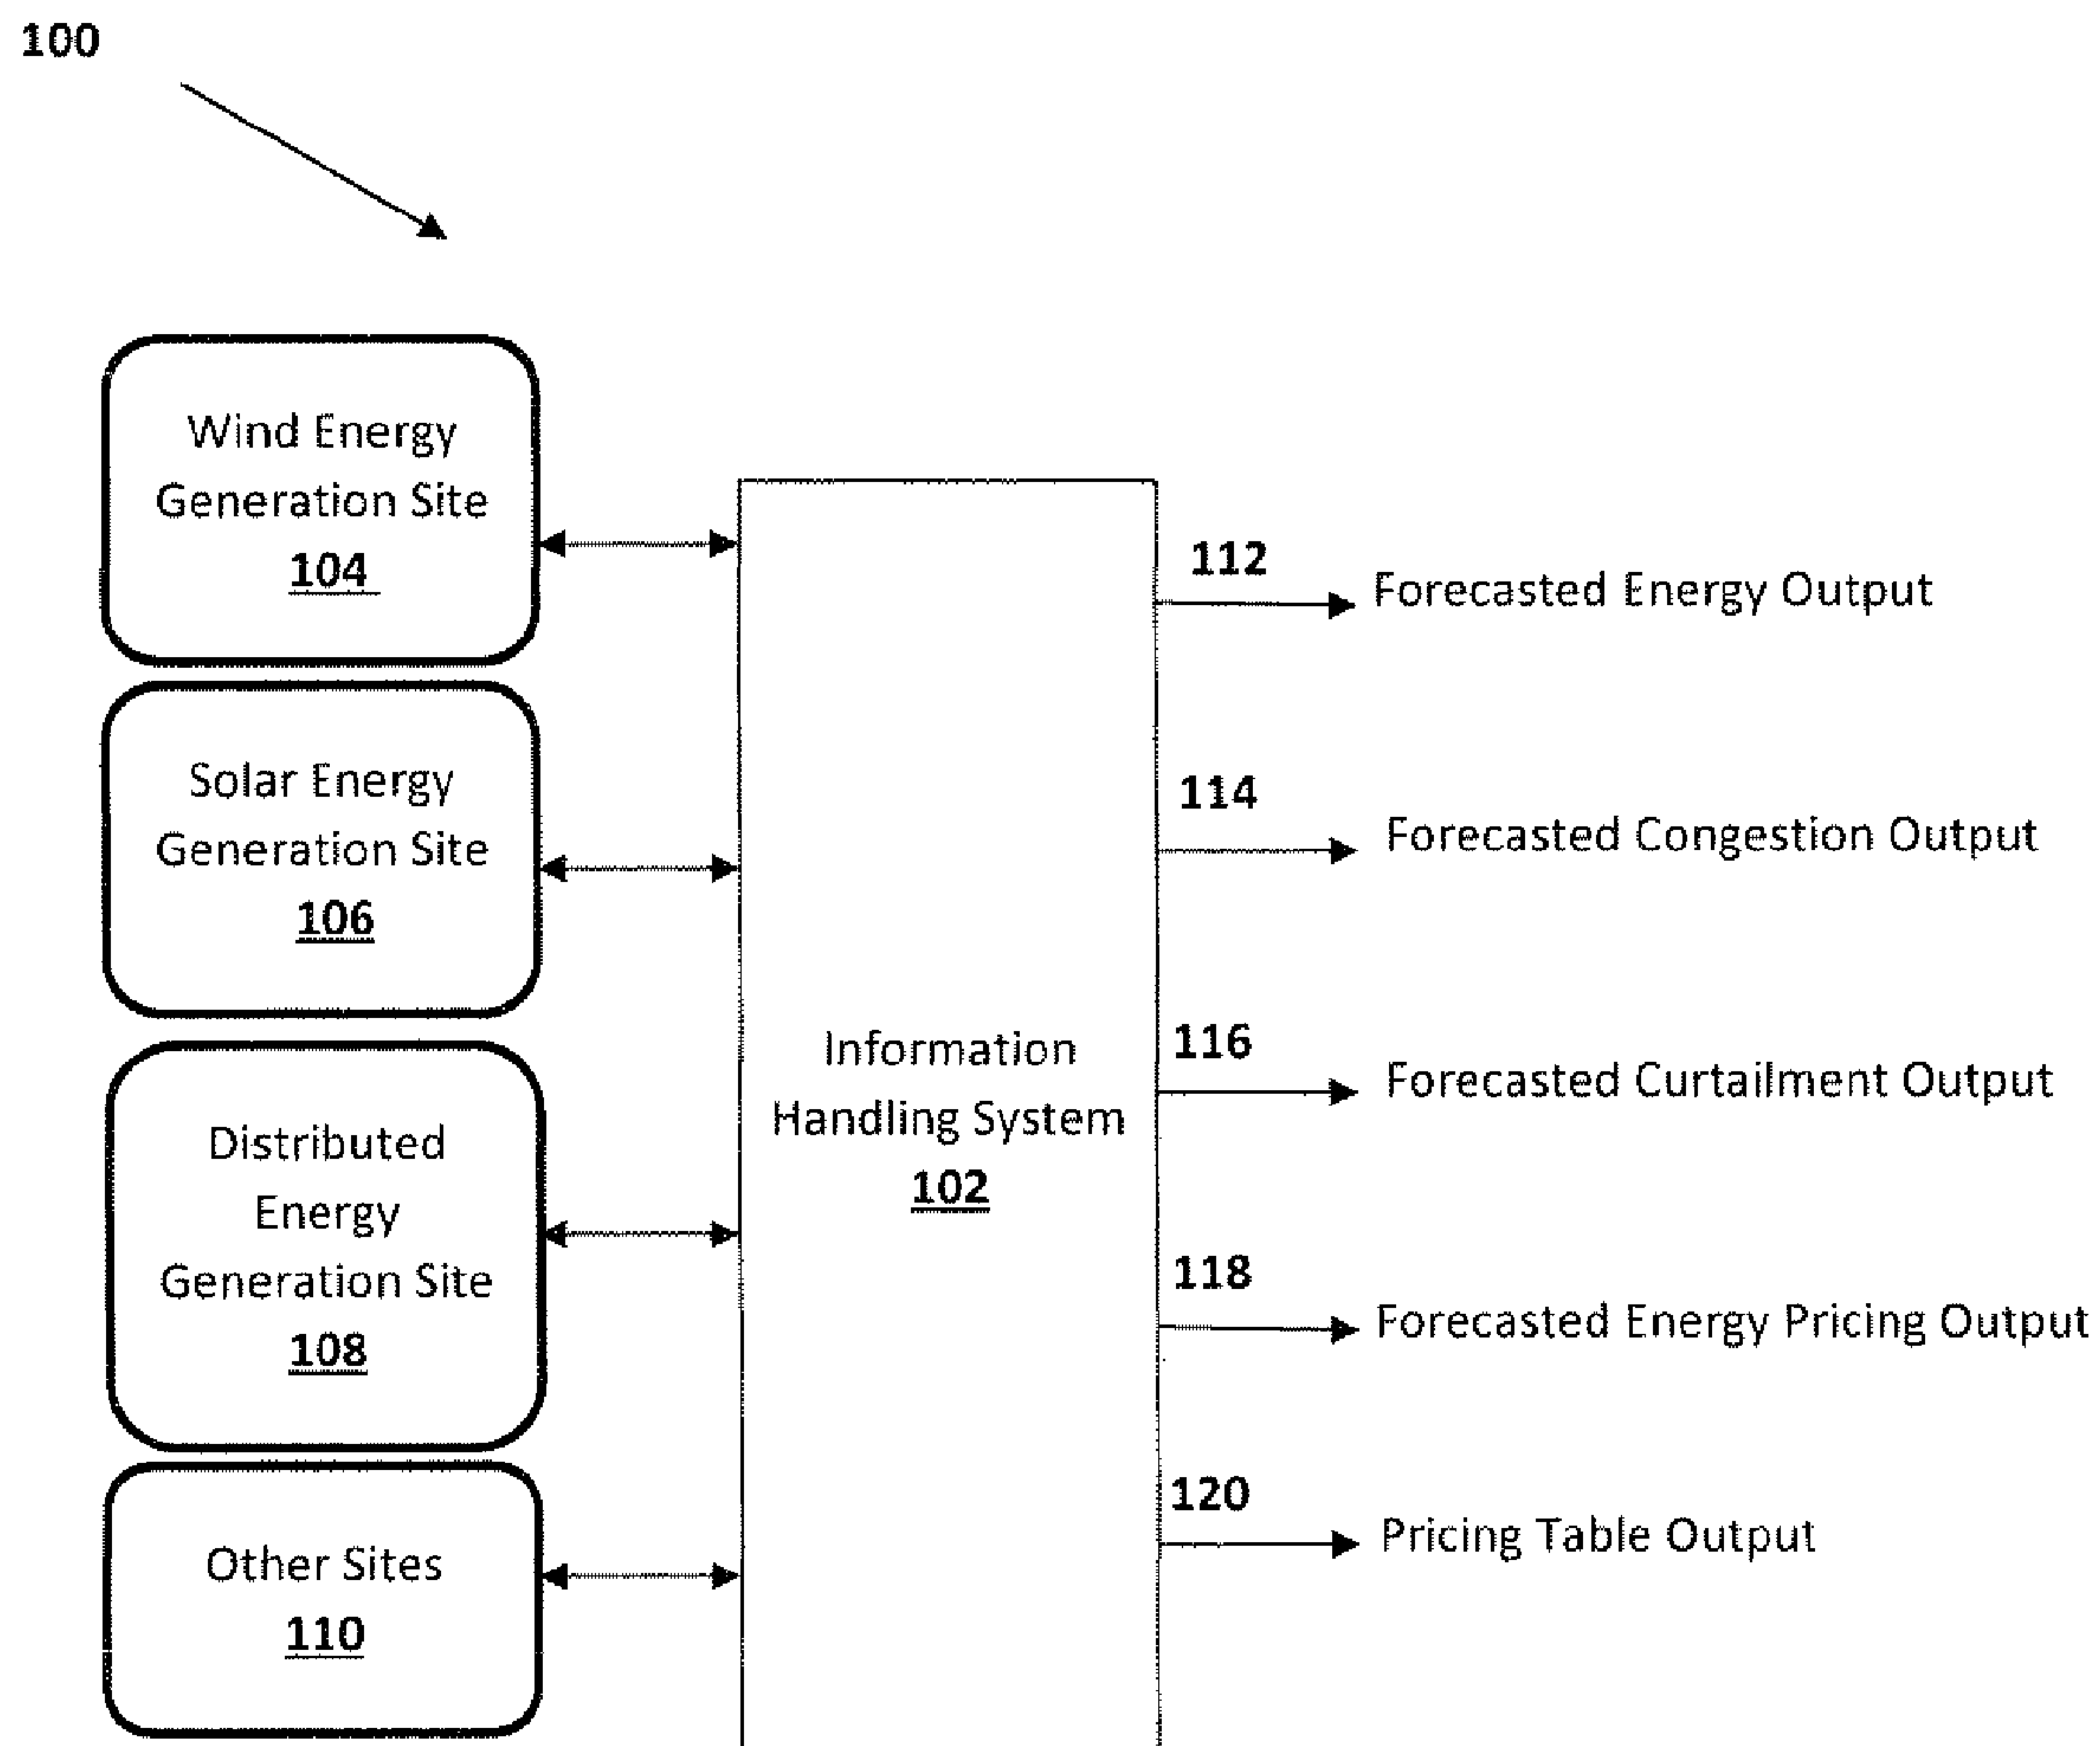 100
Wind Energy
Generation Site
104
Solar Energy
Generation Site
106
Distributed
Energy
Generation Site
108
Other Sites
110
Information
Handling System
102
112
Forecasted Energy Output
114
Forecasted Congestion Output
116
Forecasted Curtailment Output
118
Forecasted Energy Pricing Output
120
Pricing Table Output